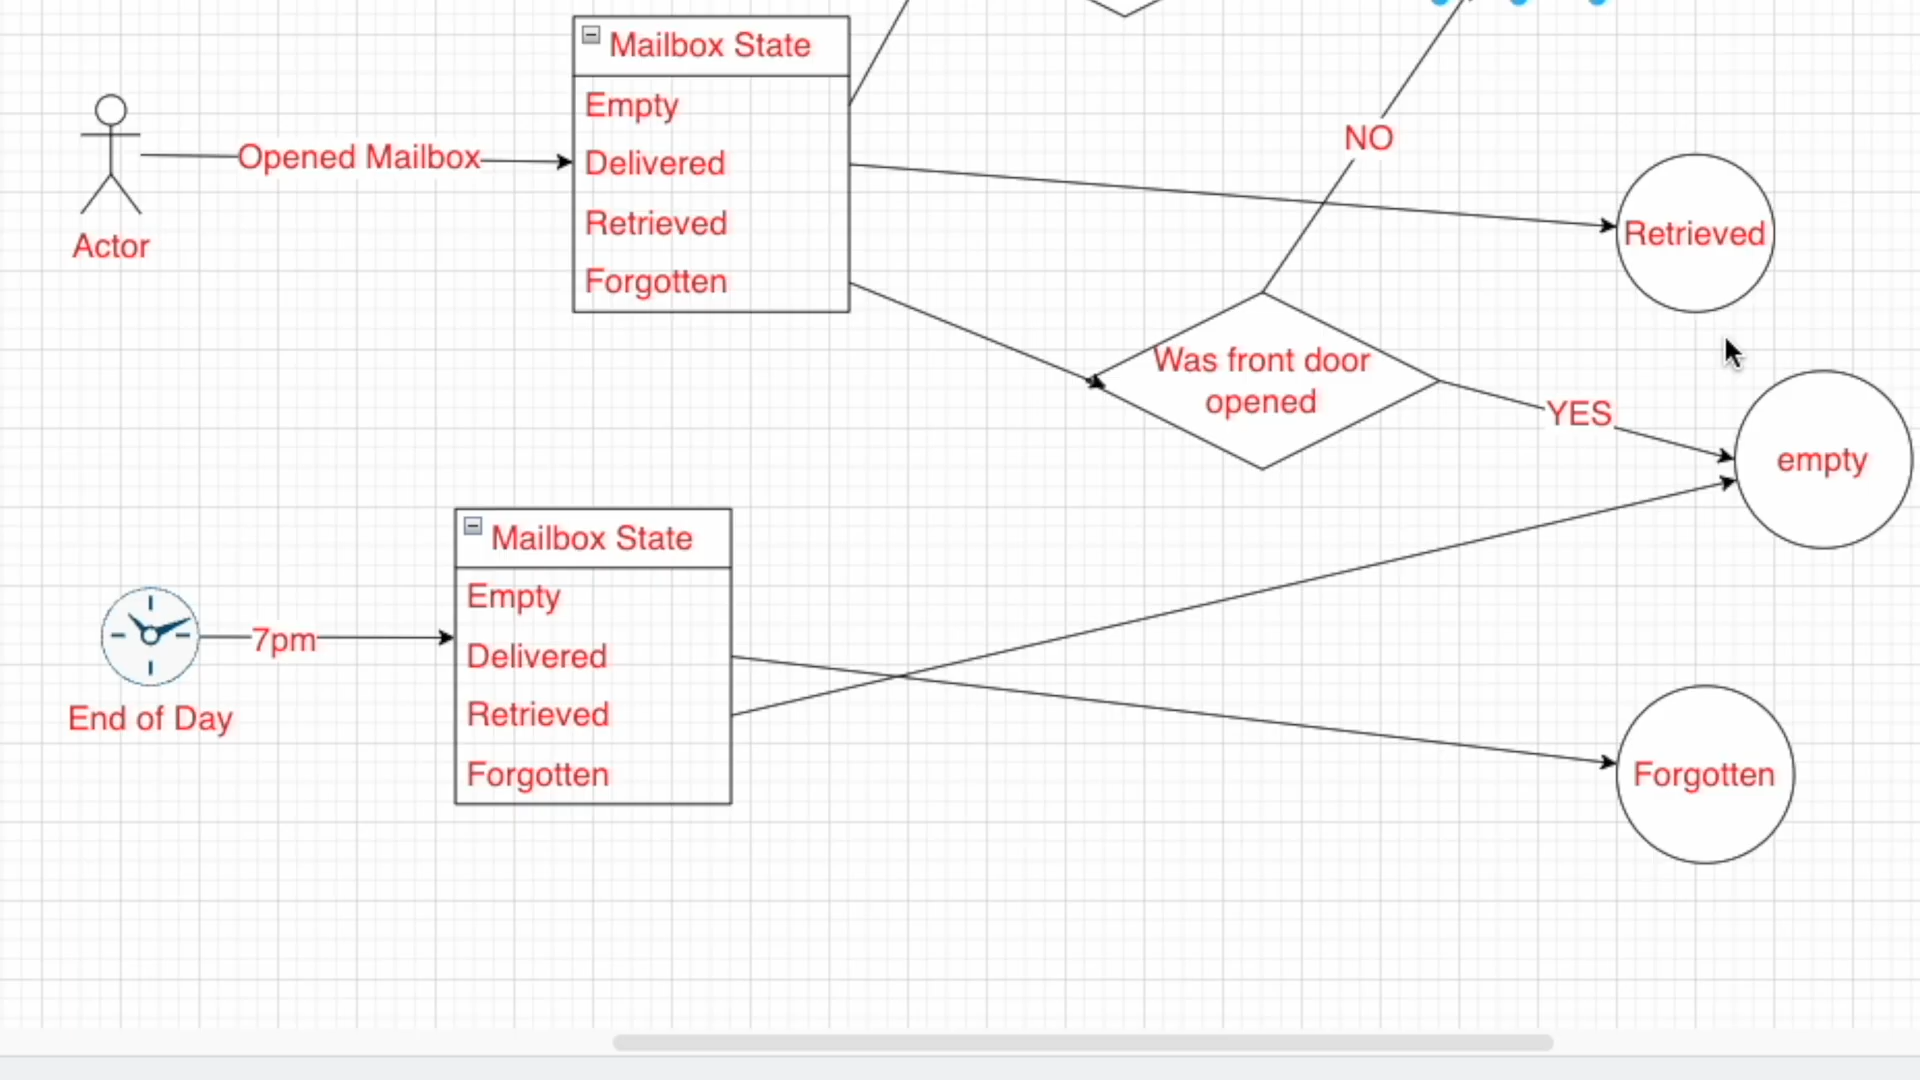 Mailbox State
Empty
Delivered
Retrieved
Forgotten
Opened Mailbox
Actor
NO
Retrieved
Was front door
opened
YES
empty
Mailbox State
Empty
Delivered
Retrieved
Forgotten
7pm
End of Day
Forgotten